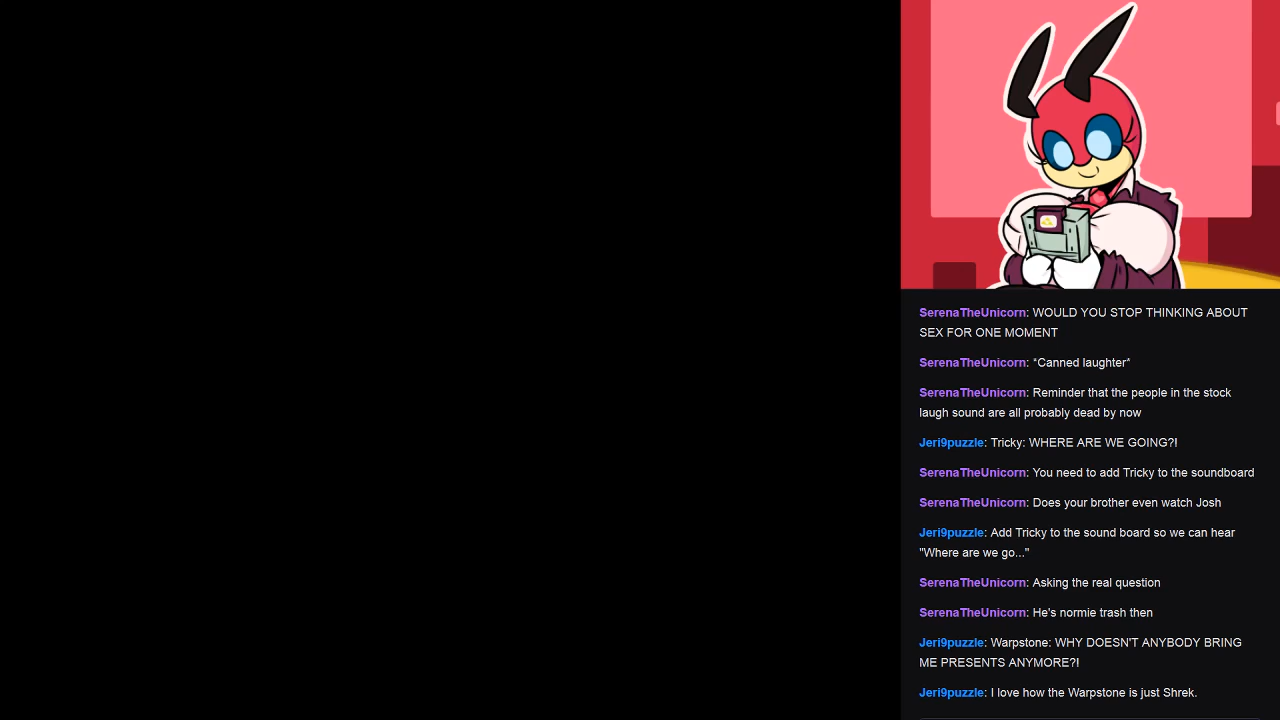 SerenaTheUnicorn: WOULD YOU STOP THINKING ABOUT
SEX FOR ONE MOMENT
SerenaTheUnicorn: *Canned laughter*
SerenaTheUnicorn: Reminder that the people in the stock
laugh sound are all probably dead by now
Jeri9puzzle: Tricky: WHERE ARE WE GOING?!
SerenaTheUnicorn: You need to add Tricky to the soundboard
SerenaTheUnicorn: Does your brother even watch Josh
Jeri9puzzle: Add Tricky to the sound board so we can hear
"Where are we go..."
SerenaTheUnicorn: Asking the real question
SerenaTheUnicorn: He's normie trash then
Jeri9puzzle: Warpstone: WHY DOESN'T ANYBODY BRING
ME PRESENTS ANYMORE?!
Jeri9puzzle: I love how the Warpstone is just Shrek.